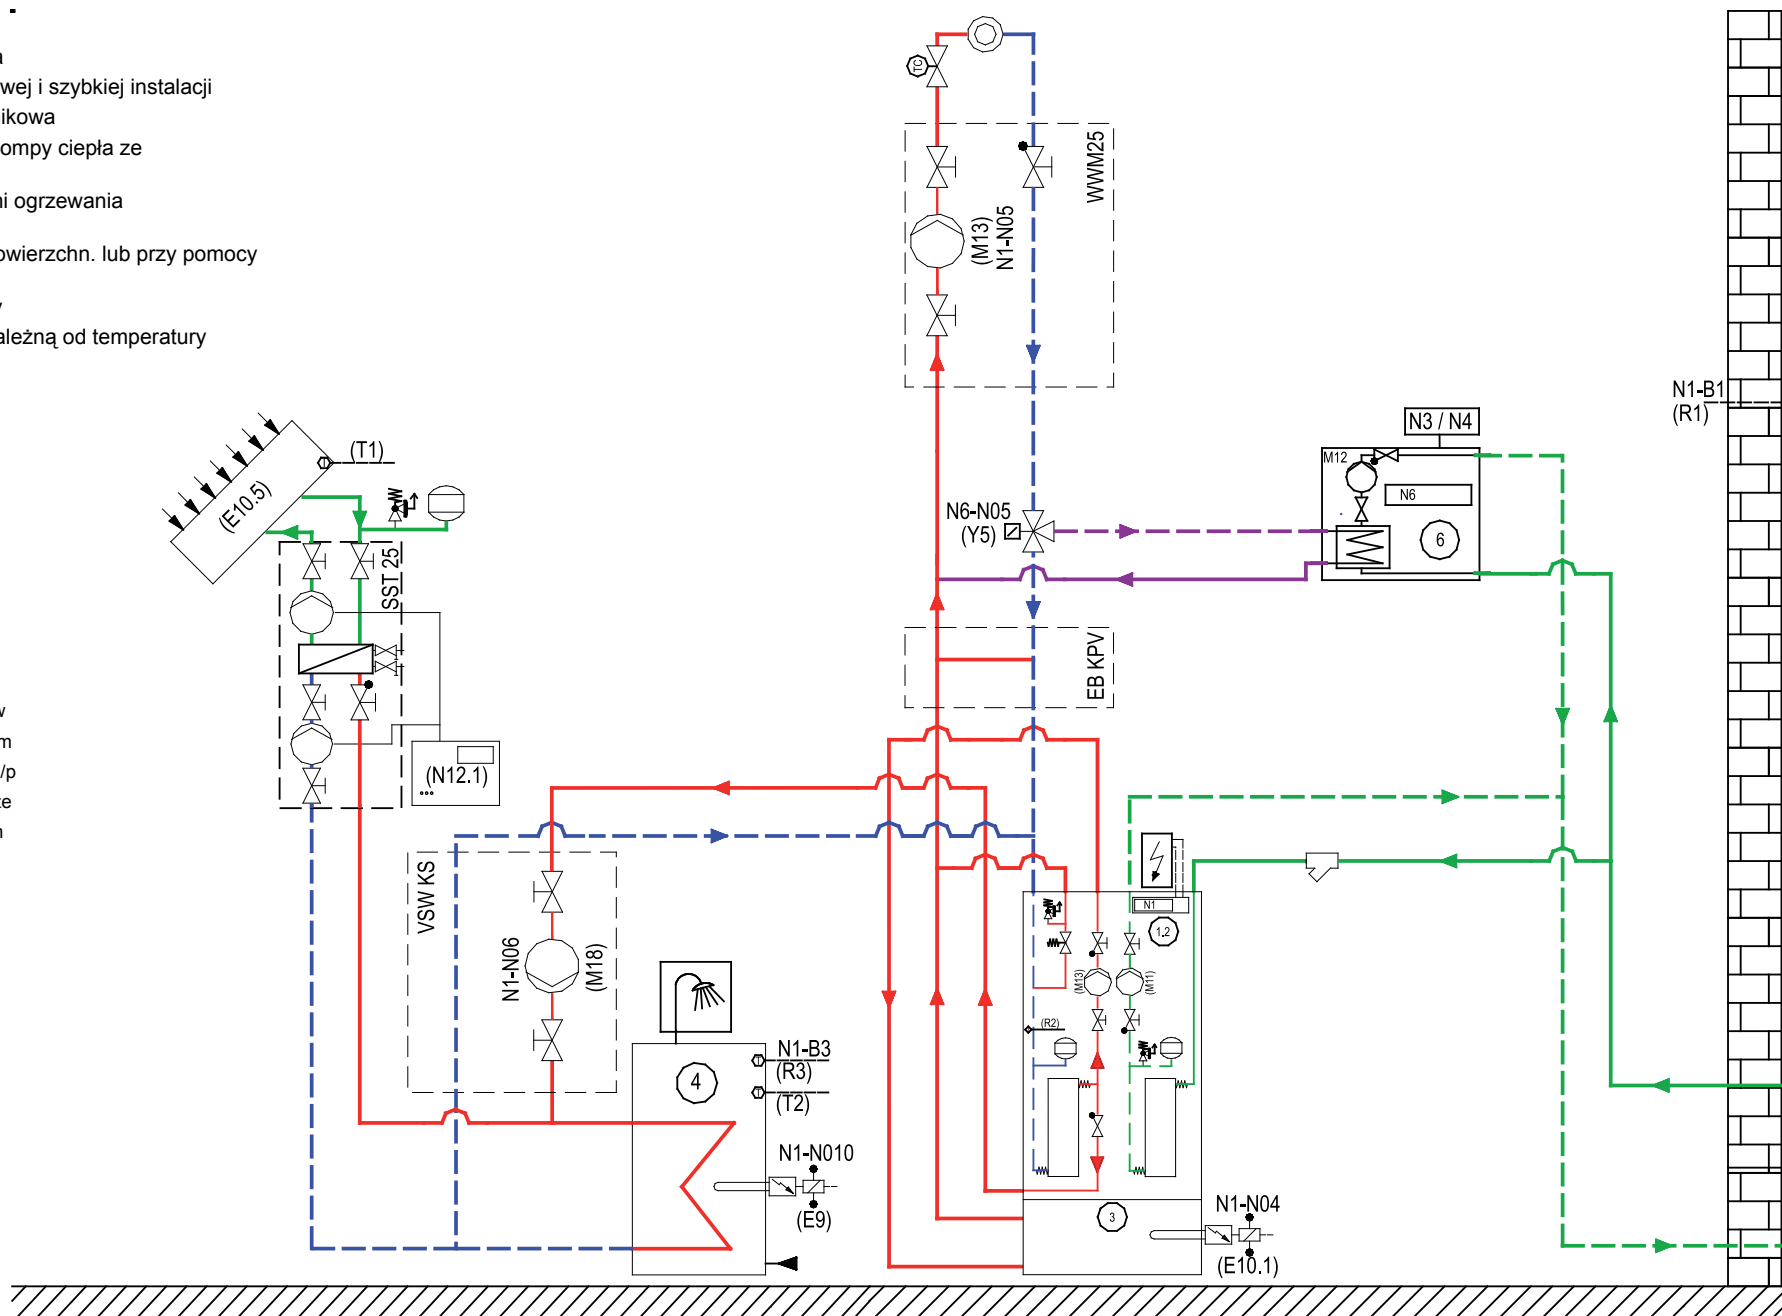 a
wej i szybkiej instalacji
ikowa
ompy ciepła ze
ni ogrzewania
owierzchn. lub przy pomocy
y
ależną od temperatury
w
m
/p
że
h
TC
WWM25
(M13)
N1-N05
N1-B1
(R1)
N3 / N4
M12
N6
6
N6-N05
(Y5)
(T1)
(E10.5)
SST 25
EB KPV
(N12.1)
VSW KS
N1-N06
(M18)
N1
1.2
(M13)
(M11)
(R2)
4
N1-B3
(R3)
(T2)
N1-N010
(E9)
3
N1-N04
(E10.1)